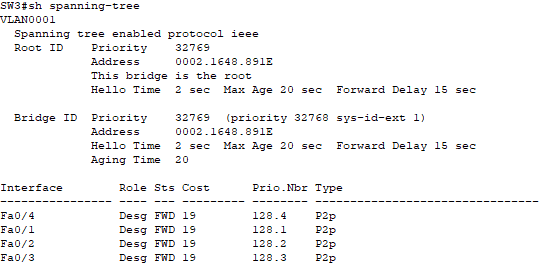 SW3#sh spanning-tree
VLAN0001
  Spanning tree enabled protocol ieee
  Root ID    Priority    32769
             Address     0002.1648.891E
             This bridge is the root
             Hello Time  2 sec  Max Age 20 sec  Forward Delay 15 sec

  Bridge ID  Priority    32769  (priority 32768 sys-id-ext 1)
             Address     0002.1648.891E
             Hello Time  2 sec  Max Age 20 sec  Forward Delay 15 sec
             Aging Time  20

Interface        Role Sts Cost      Prio.Nbr Type
---------------- ---- --- --------- -------- --------------------------------
Fa0/4            Desg FWD 19        128.4    P2p
Fa0/1            Desg FWD 19        128.1    P2p
Fa0/2            Desg FWD 19        128.2    P2p
Fa0/3            Desg FWD 19        128.3    P2p